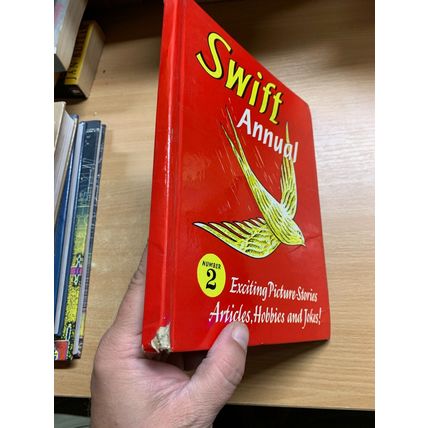 Swift
Annual
NUMBER
2
Exciting Picture-Stories
Articles, Hobbies and Jokes!